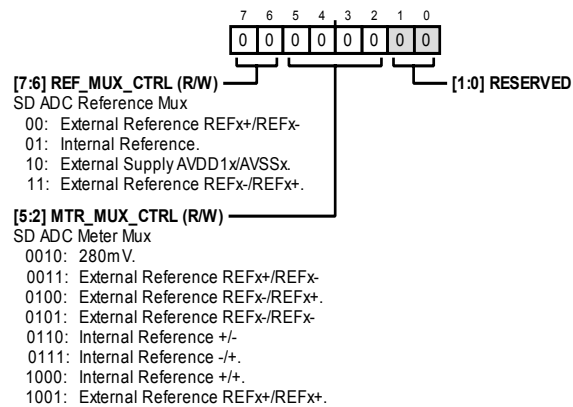 7 6 5 4 3 2 1 0
0 0 0 0 0 0 0 0
[7:6] REF_MUX_CTRL (R/W) [1:0] RESERVED
SD ADC Reference Mux
00: External Reference REFx+/REFx-
01: Internal Reference.
10: External Supply AVDD1x/AVSSx.
11: External Reference REFx-/REFx+.
[5:2] MTR_MUX_CTRL (R/W)
SD ADC Meter Mux
0010: 280mV.
0011: External Reference REFx+/REFx-
0100: External Reference REFx-/REFx+.
0101: External Reference REFx-/REFx-
0110: Internal Reference +/-
0111: Internal Reference -/+.
1000: Internal Reference +/+.
1001: External Reference REFx+/REFx+.